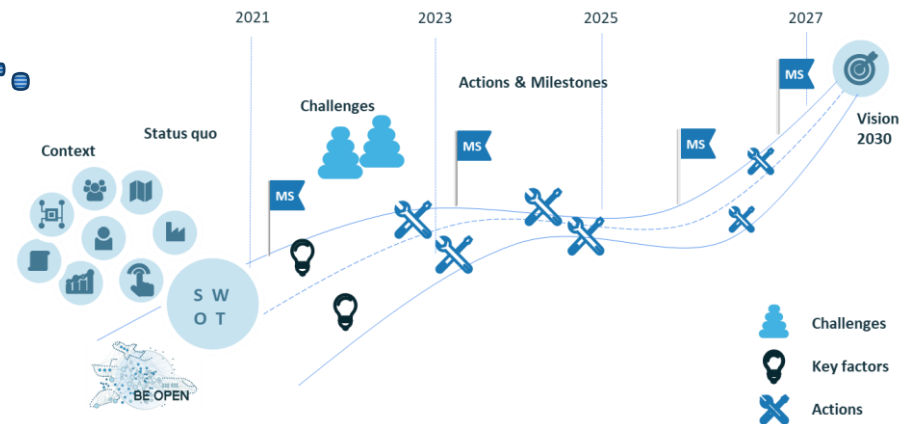 2021
2023
2025
2027
Actions & Milestones
Challenges
Status quo
Context
MS
MS
MS
MS
Vision
2030
S W
O T
BE OPEN
Challenges
Key factors
Actions